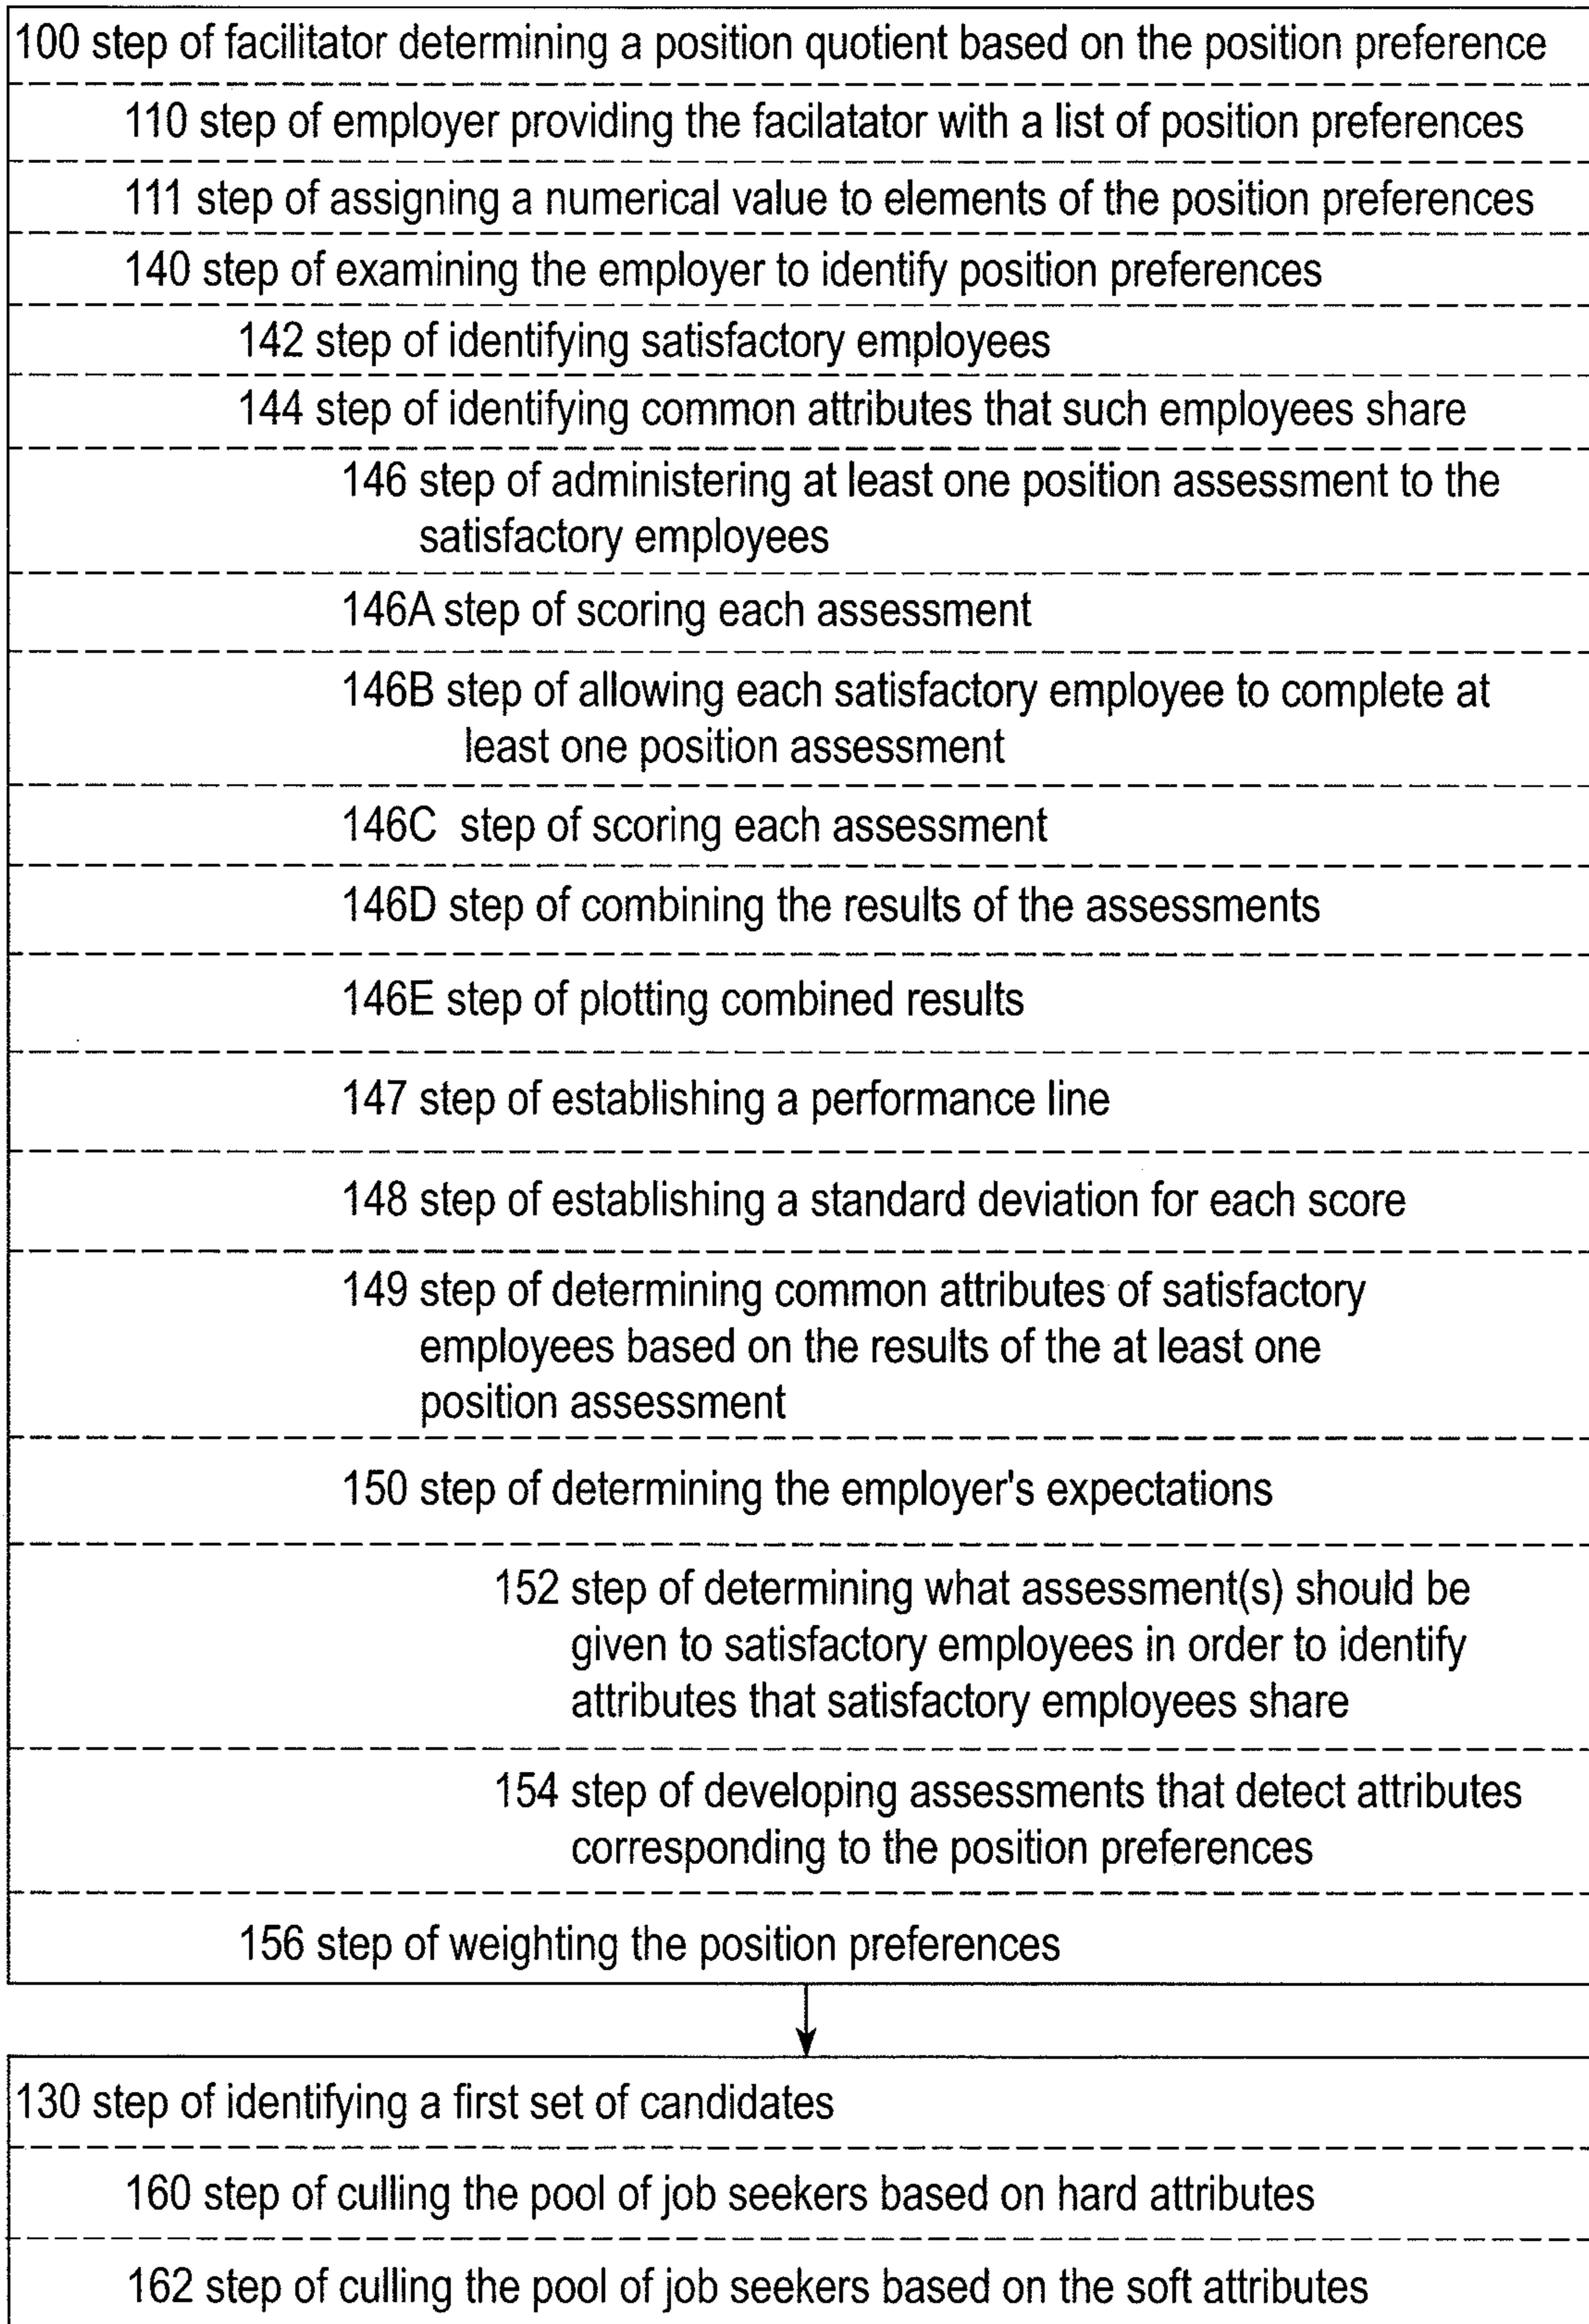 100 step of facilitator determining a position quotient based on the position preference
110 step of employer providing the facilatator with a list of position preferences
111 step of assigning a numerical value to elements of the position preferences
140 step of examining the employer to identify position preferences
142 step of identifying satisfactory employees
144 step of identifying common attributes that such employees share
146 step of administering at least one position assessment to the
satisfactory employees
146A step of scoring each assessment
146B step of allowing each satisfactory employee to complete at
least one position assessment
146C step of scoring each assessment
146D step of combining the results of the assessments
146E step of plotting combined results
147 step of establishing a performance line
148 step of establishing a standard deviation for each score
149 step of determining common attributes of satisfactory
employees based on the results of the at least one
position assessment
150 step of determining the employer's expectations
152 step of determining what assessment(s) should be
given to satisfactory employees in order to identify
attributes that satisfactory employees share
154 step of developing assessments that detect attributes
corresponding to the position preferences
156 step of weighting the position preferences
130 step of identifying a first set of candidates
160 step of culling the pool of job seekers based on hard attributes
162 step of culling the pool of job seekers based on the soft attributes